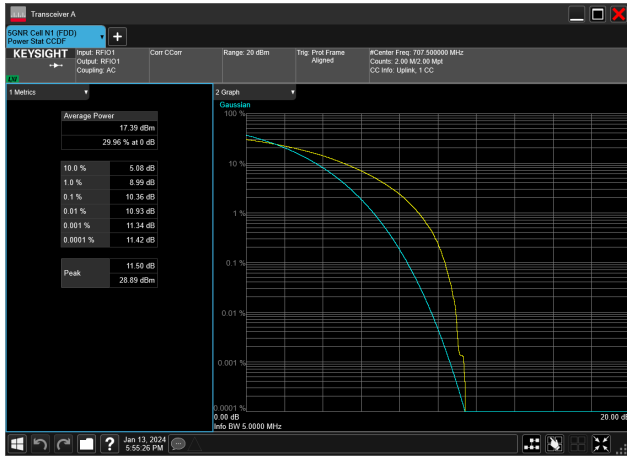 Transceiver A
5GNR Cell N1 (FDD)
Power Stat CCDF
KEYSIGHT
LXI
Input: RFIO1
Output: RFIO1
Coupling: AC
Corr CCorr
Range: 20 dBm
Trig: Prot Frame
Aligned
#Center Freq: 707.500000 MHz
Counts: 2.00 M/2.00 Mpt
CC Info: Uplink, 1 CC
1 Metrics
Average Power
17.39 dBm
29.96 % at 0 dB
10.0 % 5.08 dB
1.0 % 8.99 dB
0.1 % 10.36 dB
0.01 % 10.93 dB
0.001 % 11.34 dB
0.0001 % 11.42 dB
Peak 11.50 dB
28.89 dBm
2 Graph
Gaussian
100 %
10 %
1 %
0.1 %
0.01 %
0.001 %
0.0001 %
0.00 dB 20.00 dB
Info BW 5.0000 MHz
Jan 13, 2024
5:55:26 PM